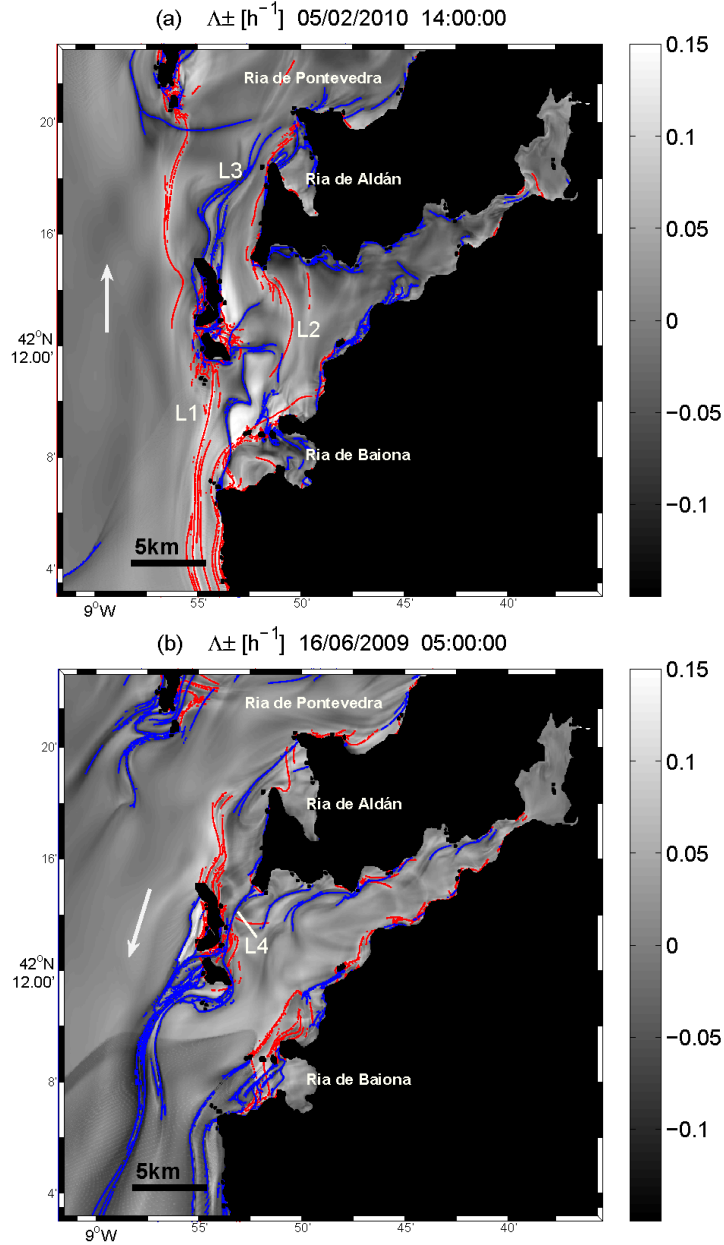 (a) Λ± [h⁻¹] 05/02/2010 14:00:00
Ria de Pontevedra
Ria de Aldán
Ria de Baiona
L3
L2
L1
5km
20'
16'
42°N
12.00'
8'
4'
9°W
55'
50'
45'
40'
0.15
0.1
0.05
0
−0.05
−0.1
(b) Λ± [h⁻¹] 16/06/2009 05:00:00
Ria de Pontevedra
Ria de Aldán
Ria de Baiona
L4
5km
20'
16'
42°N
12.00'
8'
4'
9°W
55'
50'
45'
40'
0.15
0.1
0.05
0
−0.05
−0.1